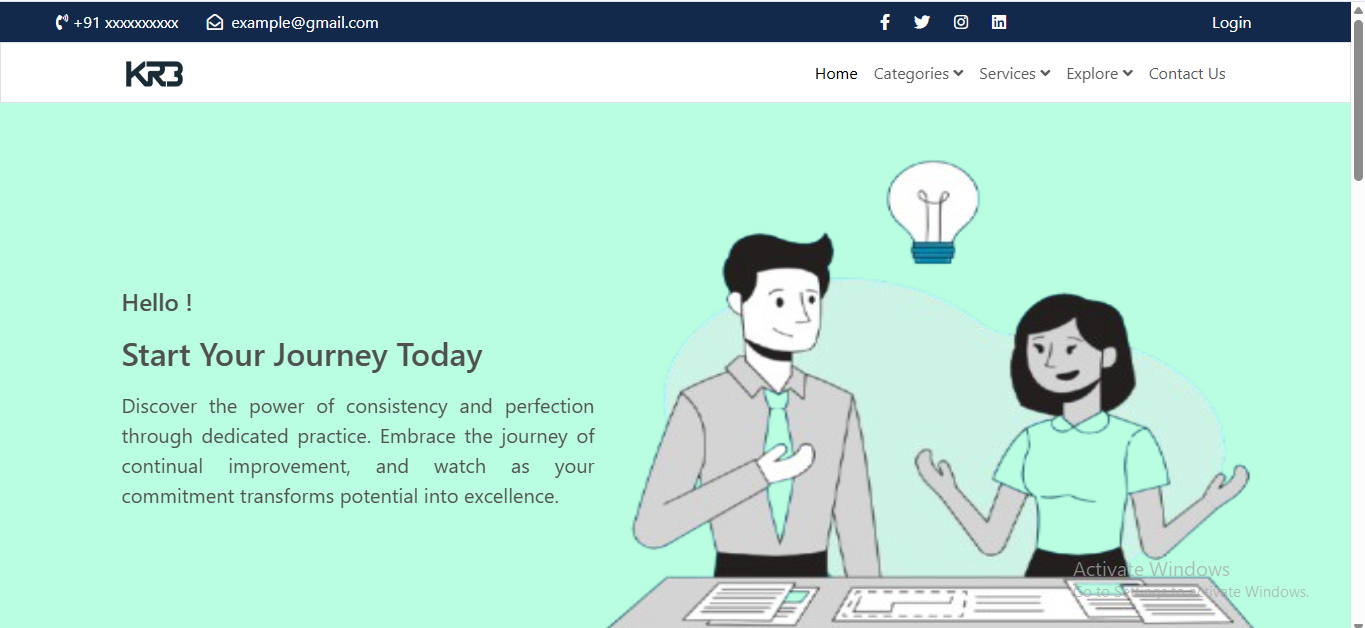 +91 xxxxxxxxxx example@gmail.com Login
KR3 Home Categories Services Explore Contact Us
Hello !
Start Your Journey Today
Discover the power of consistency and perfection
through dedicated practice. Embrace the journey of
continual improvement, and watch as your
commitment transforms potential into excellence.
Activate Windows
Go to Settings to activate Windows.